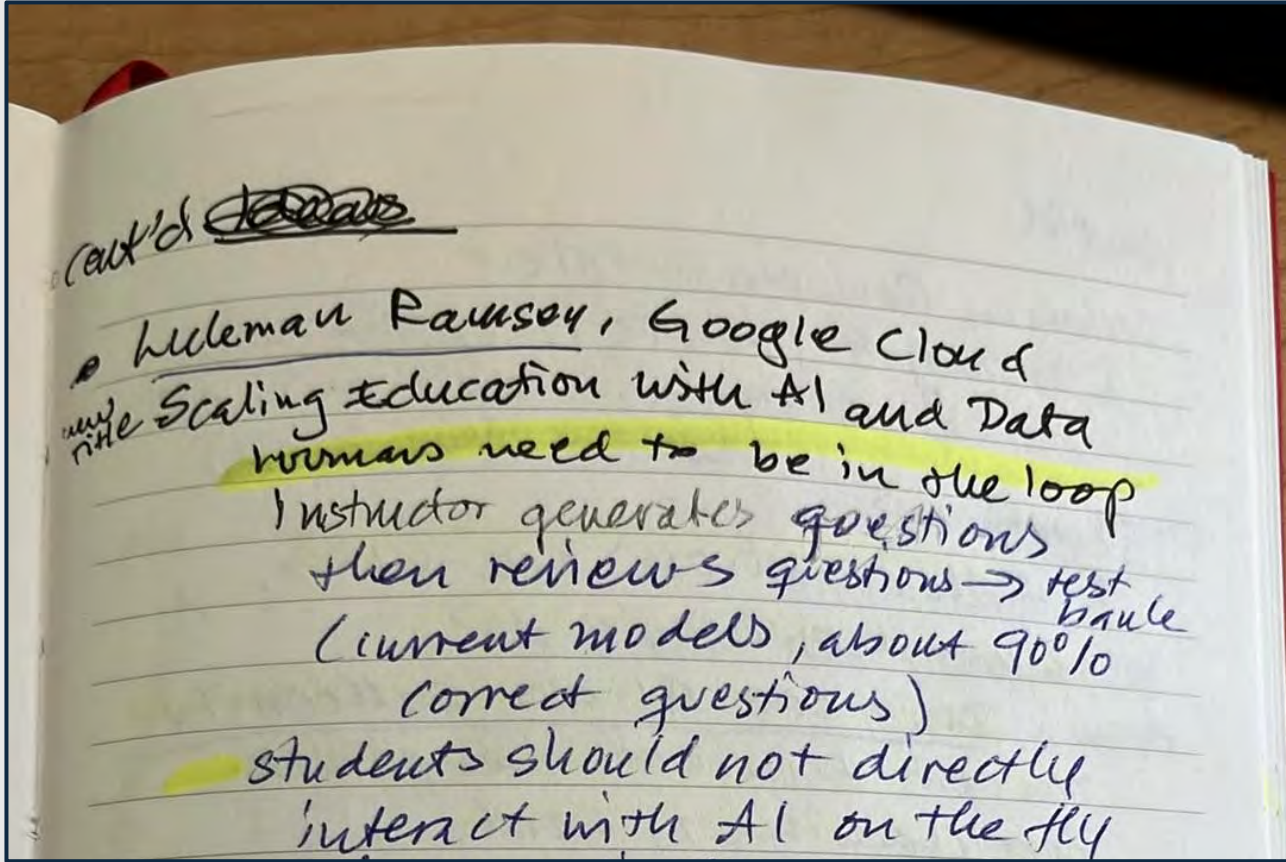 cont'd
Ramsey, Google Cloud
new title Scaling Education with AI and Data
humans need to be in the loop
Instructor generates questions
then reviews questions → test
bank
(current models, about 90%
correct questions)
students should not directly
interact with AI on the fly